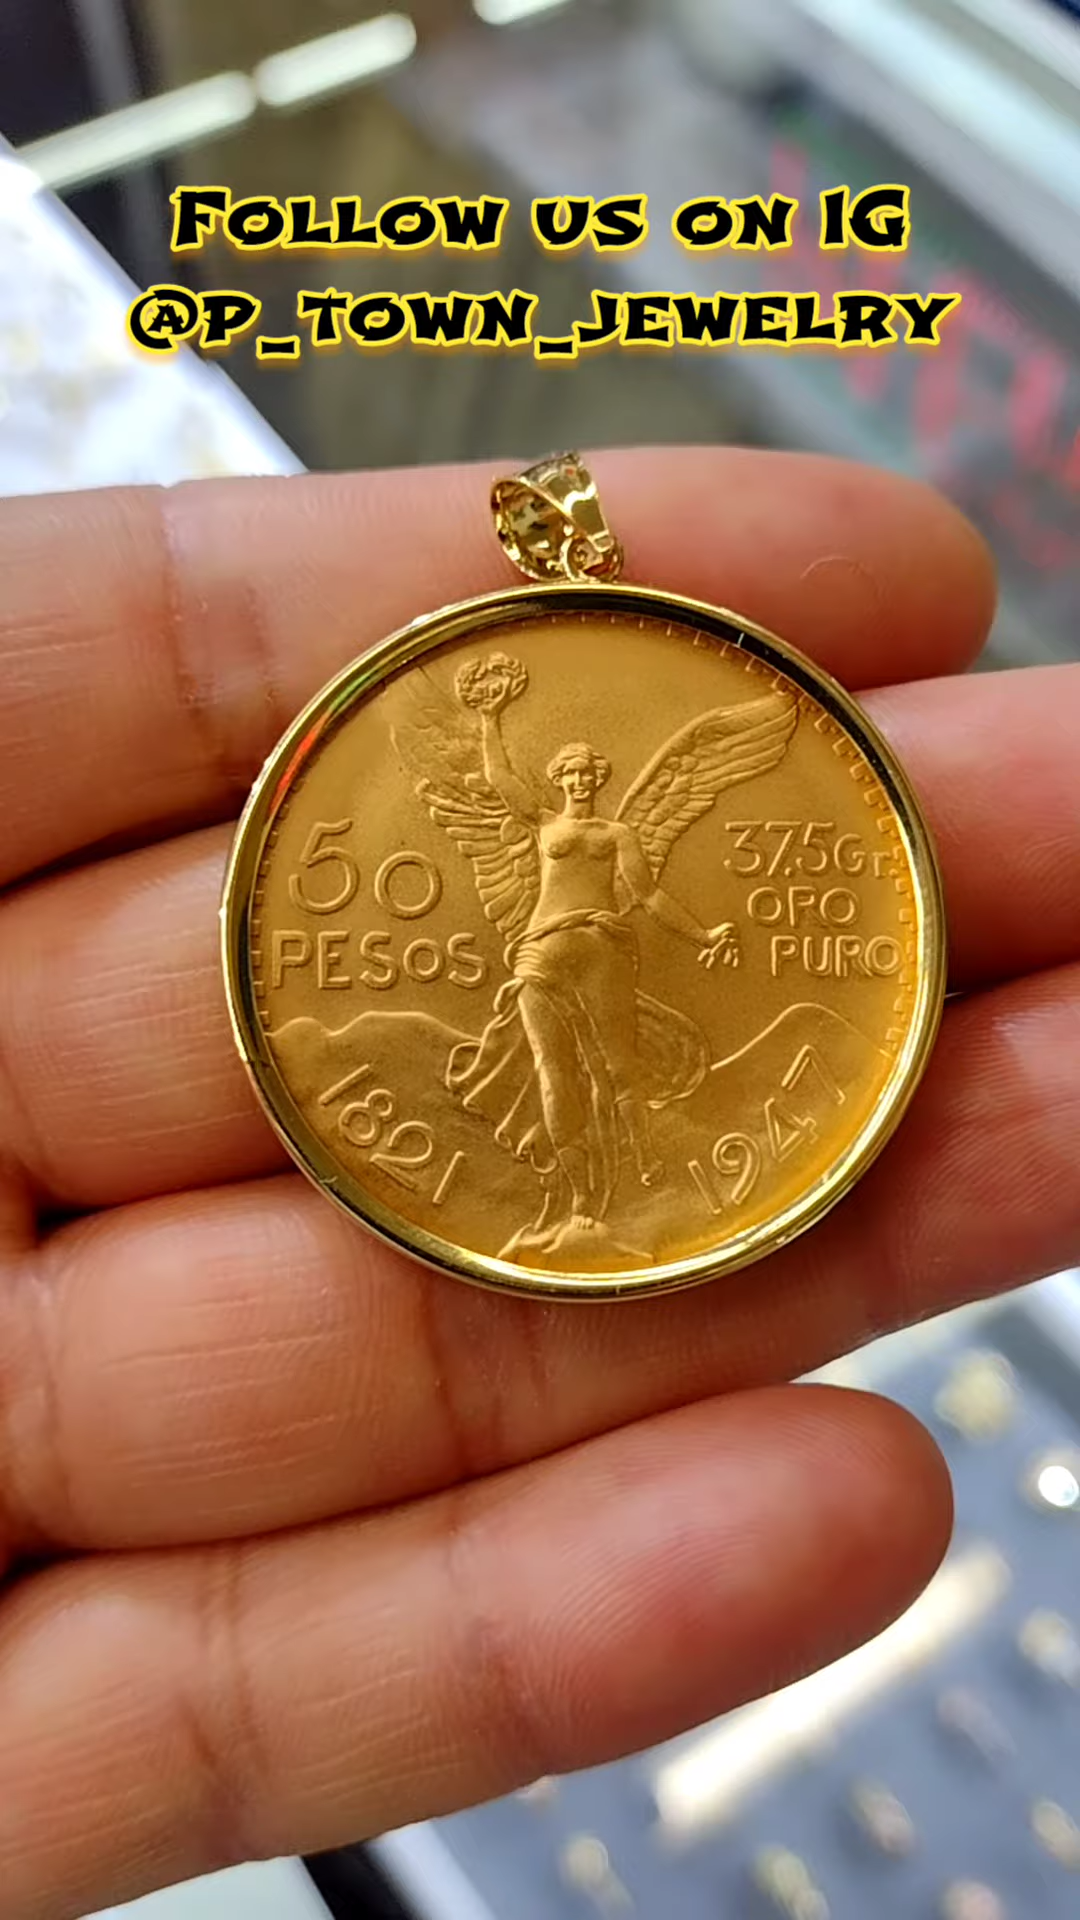 FOLLOW US ON IG
@P_TOWN_JEWELRY
50
PESOS
37.5Gr.
ORO
PURO
1821
1947